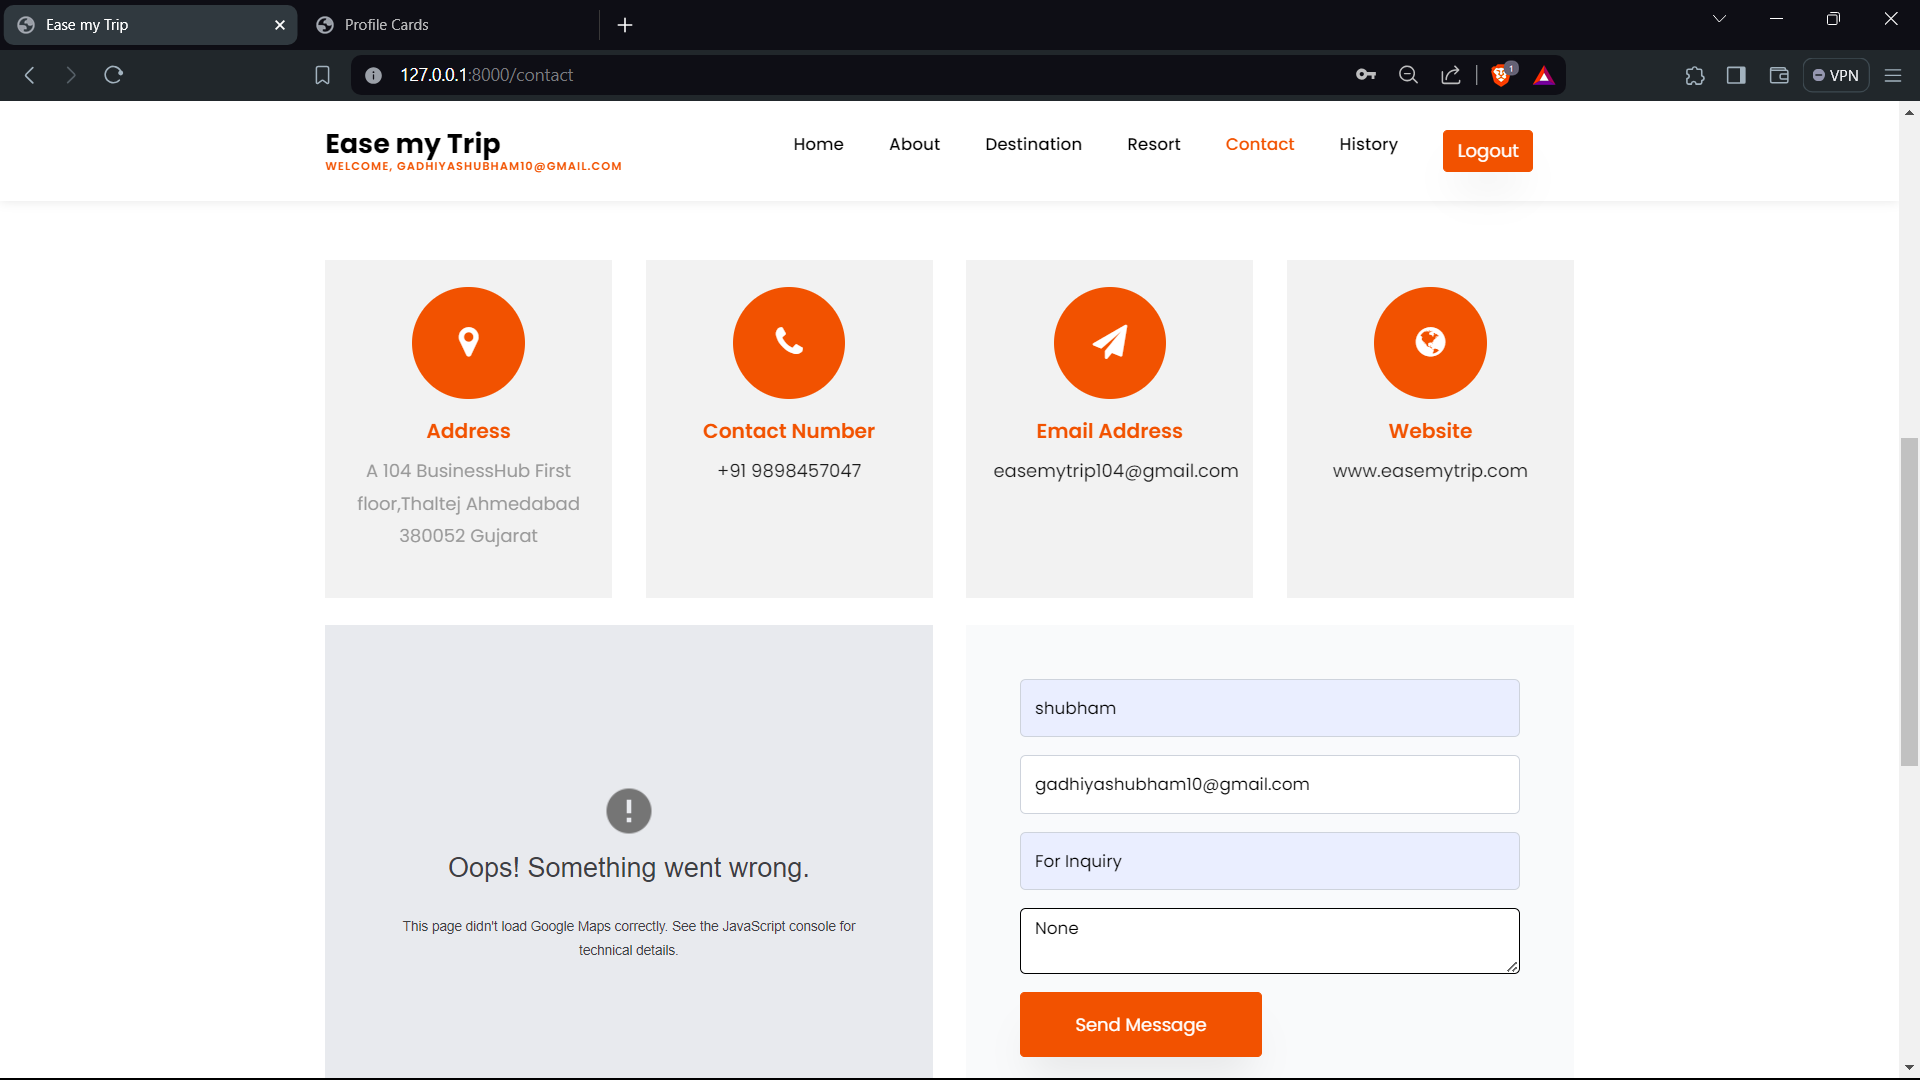 Ease my Trip
Profile Cards
127.0.0.1:8000/contact
1
VPN
Ease my Trip
WELCOME, GADHIYASHUBHAM10@GMAIL.COM
Home
About
Destination
Resort
Contact
History
Logout
Address
A 104 BusinessHub First
floor,Thaltej Ahmedabad
380052 Gujarat
Contact Number
+91 9898457047
Email Address
easemytrip104@gmail.com
Website
www.easemytrip.com
Oops! Something went wrong.
This page didn't load Google Maps correctly. See the JavaScript console for
technical details.
shubham
gadhiyashubham10@gmail.com
For Inquiry
None
Send Message